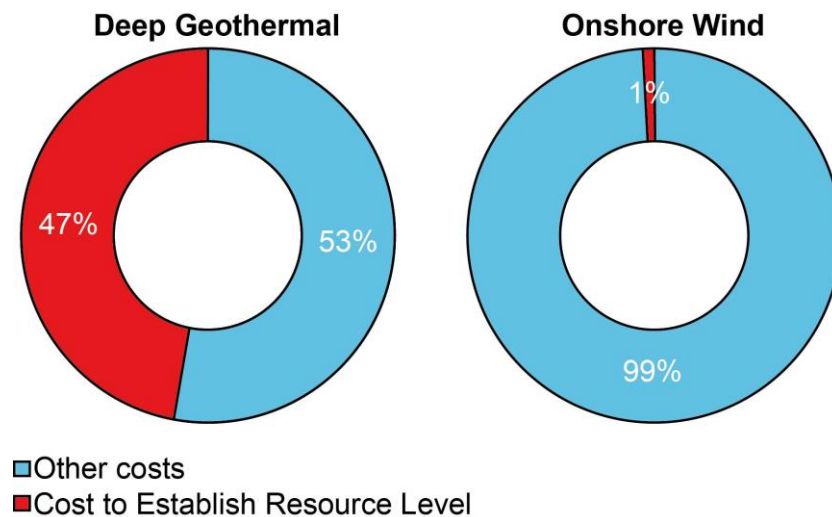 Deep Geothermal
Onshore Wind
1%
47%
53%
99%
Other costs
Cost to Establish Resource Level